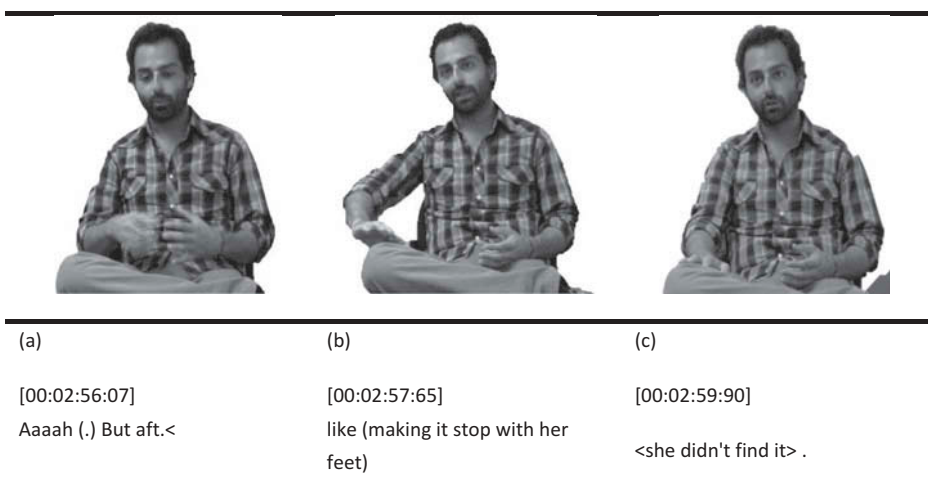 (a)
(b)
(c)
[00:02:56:07]
[00:02:57:65]
[00:02:59:90]
Aaaah (.) But aft.<
like (making it stop with her
feet)
<she didn't find it> .